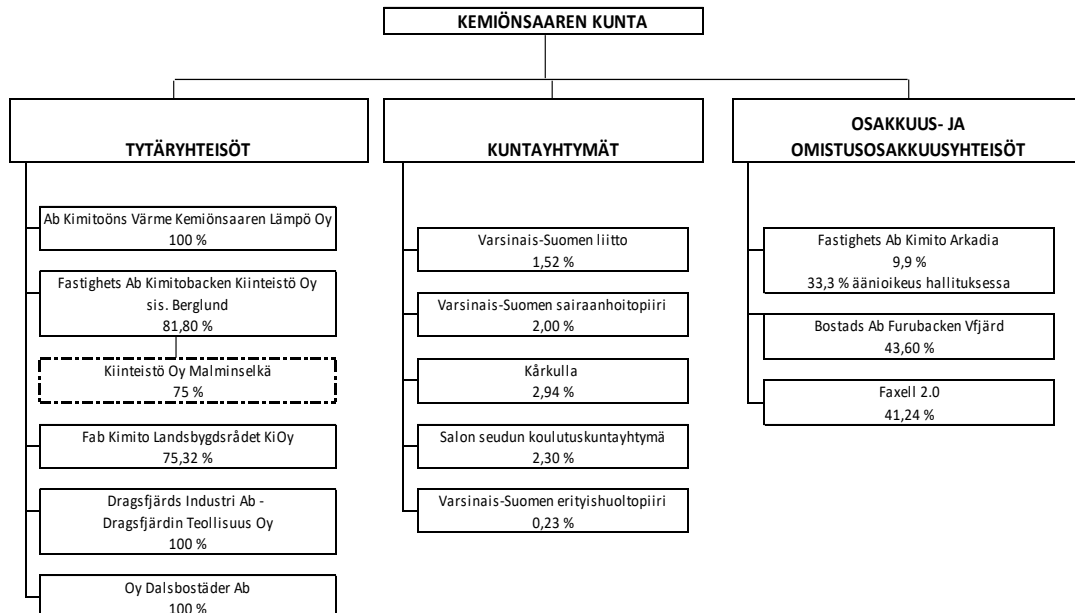 KEMIÖNSAAREN KUNTA
TYTÄRYHTEISÖT
Ab Kimitoöns Värme Kemiönsaaren Lämpö Oy
100 %
Fastighets Ab Kimitobacken Kiinteistö Oy
sis. Berglund
81,80 %
Kiinteistö Oy Malminselkä
75 %
Fab Kimito Landsbygdsrådet KiOy
75,32 %
Dragsfjärds Industri Ab -
Dragsfjärdin Teollisuus Oy
100 %
Oy Dalsbostäder Ab
100 %
KUNTAYHTYMÄT
Varsinais-Suomen liitto
1,52 %
Varsinais-Suomen sairaanhoitopiiri
2,00 %
Kårkulla
2,94 %
Salon seudun koulutuskuntayhtymä
2,30 %
Varsinais-Suomen erityishuoltopiiri
0,23 %
OSAKKUUS- JA
OMISTUSOSAKKUUSYHTEISÖT
Fastighets Ab Kimito Arkadia
9,9 %
33,3 % äänioikeus hallituksessa
Bostads Ab Furubacken Vfjärd
43,60 %
Faxell 2.0
41,24 %